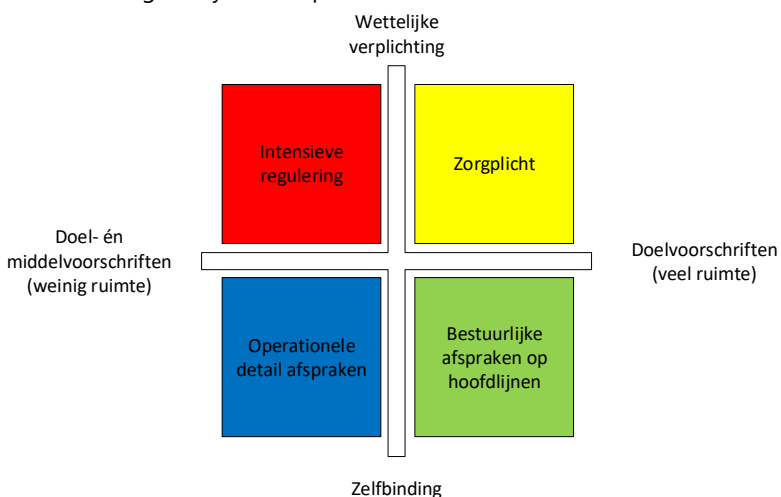 Wettelijke
verplichting
Intensieve
regulering
Zorgplicht
Doel- én
middelvoorschriften
(weinig ruimte)
Doelvoorschriften
(veel ruimte)
Operationele
detail afspraken
Bestuurlijke
afspraken op
hoofdlijnen
Zelfbinding